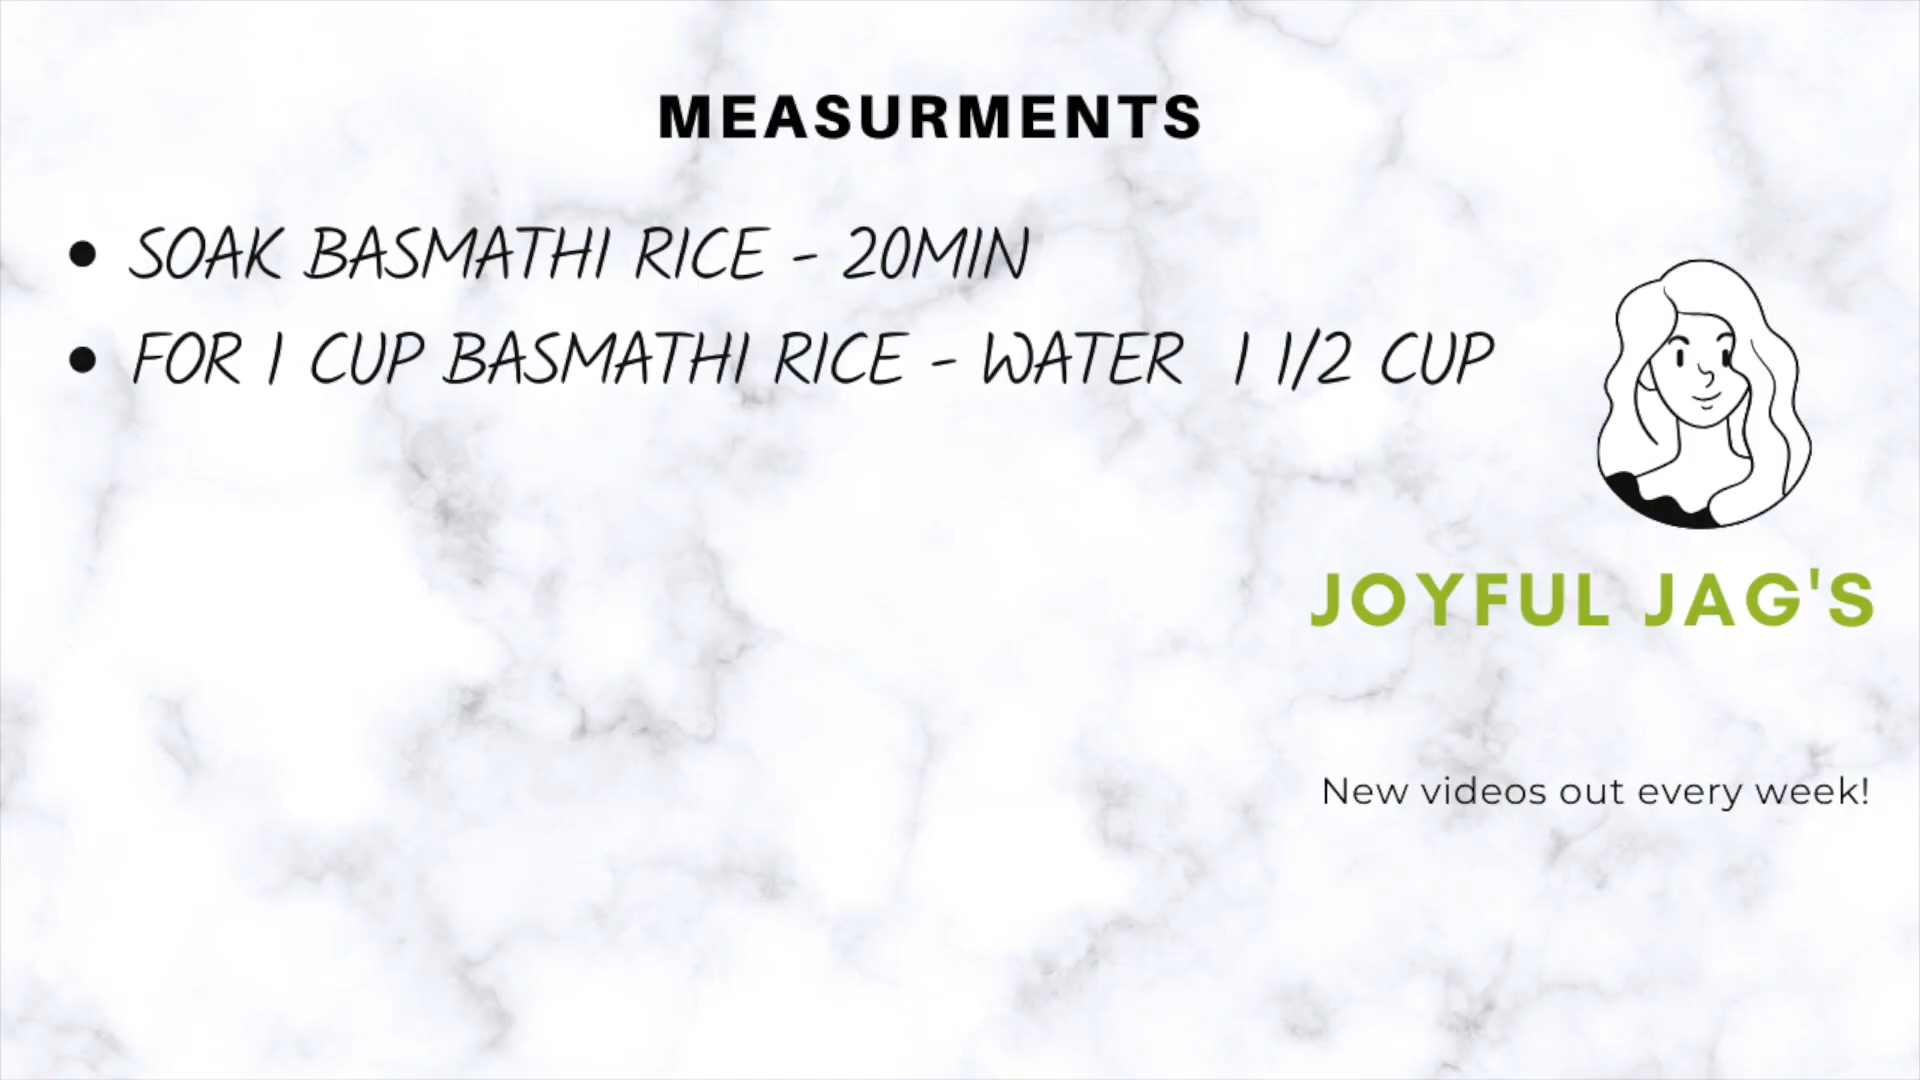 MEASURMENTS
• SOAK BASMATHI RICE - 20MIN
• FOR 1 CUP BASMATHI RICE - WATER 1 1/2 CUP
JOYFUL JAG'S
New videos out every week!